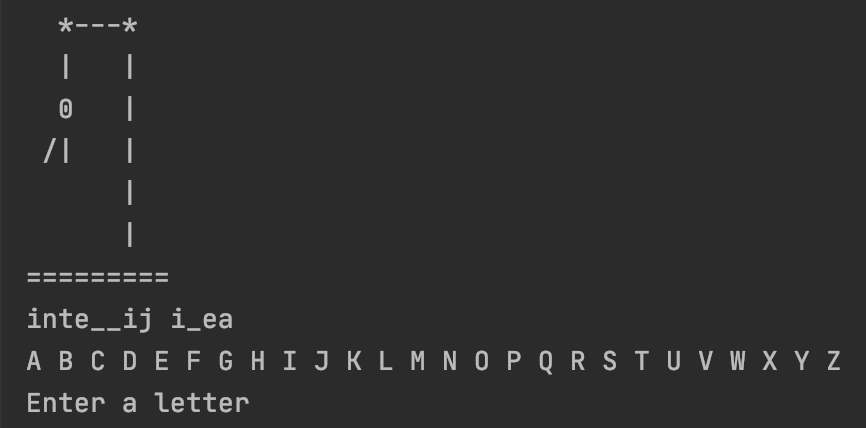 *---*
|   |
0   |
/|   |
|
|
=========
inte__ij i_ea
A B C D E F G H I J K L M N O P Q R S T U V W X Y Z
Enter a letter